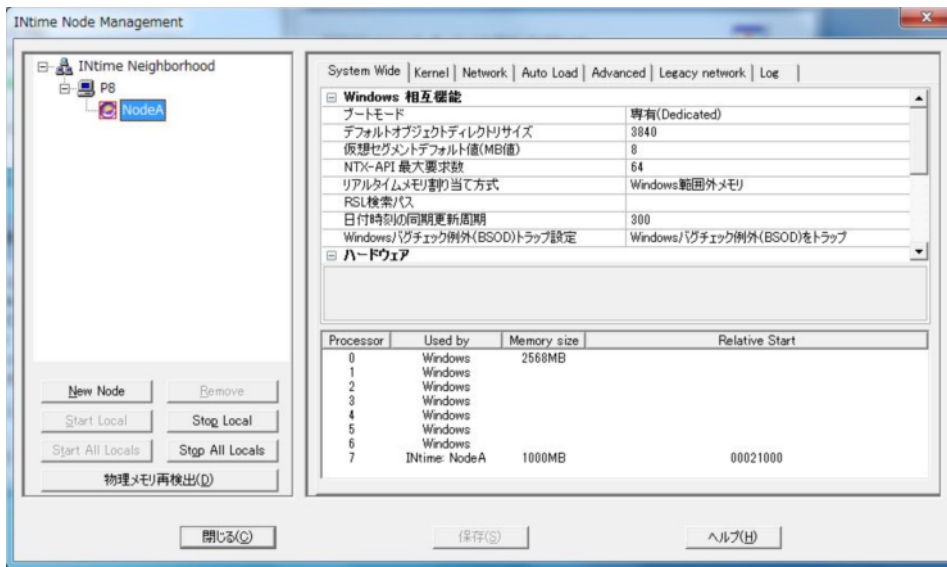 INtime Node Management
INtime Neighborhood
P8
NodeA
New Node
Remove
Start Local
Stop Local
Start All Locals
Stop All Locals
物理メモリ再検出(D)
System Wide Kernel Network Auto Load Advanced Legacy network Log
Windows 相互機能
ブートモード 専有(Dedicated)
デフォルトオブジェクトディレクトリサイズ 3840
仮想セグメントデフォルト値(MB値) 8
NTX-API 最大要求数 64
リアルタイムメモリ割り当て方式 Windows範囲外メモリ
RSL検索パス
日付時刻の同期更新周期 300
Windowsバグチェック例外(BSOD)トラップ設定 Windowsバグチェック例外(BSOD)をトラップ
ハードウェア
Processor Used by Memory size Relative Start
0 Windows 2568MB
1 Windows
2 Windows
3 Windows
4 Windows
5 Windows
6 Windows
7 INtime: NodeA 1000MB 00021000
閉じる(C) 保存(S) ヘルプ(H)